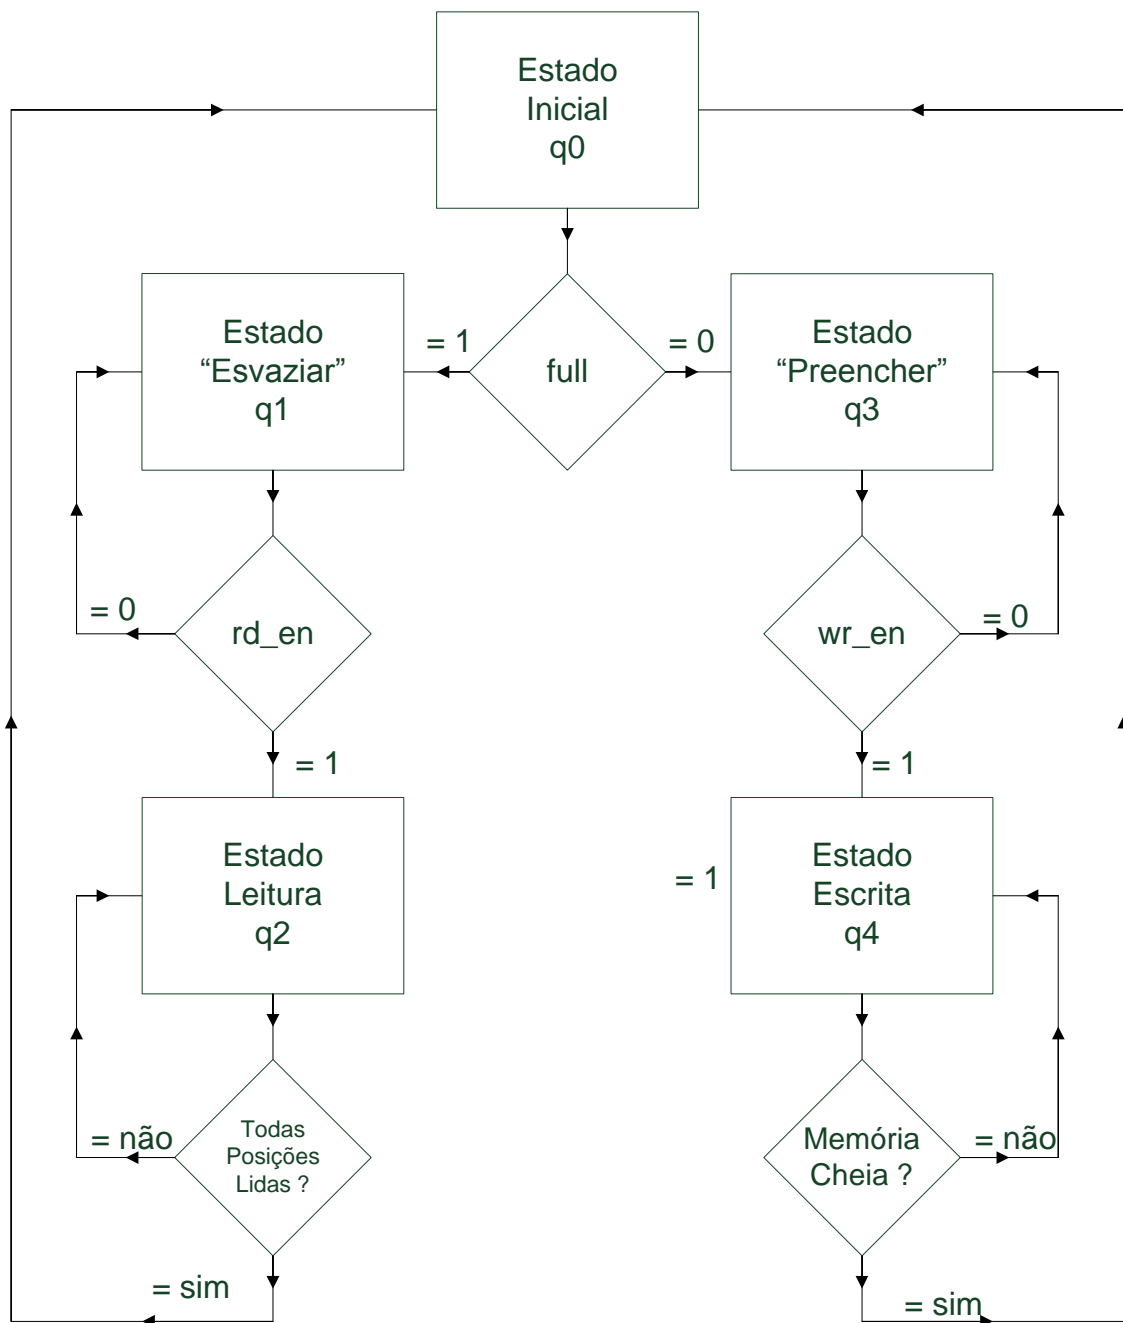 Estado
Inicial
q0
Estado
“Esvaziar”
q1
= 1
full
= 0
Estado
“Preencher”
q3
= 0
rd_en
wr_en
= 0
= 1
= 1
Estado
Leitura
q2
= 1
Estado
Escrita
q4
= não
Todas
Posições
Lidas ?
Memória
Cheia ?
= não
= sim
= sim